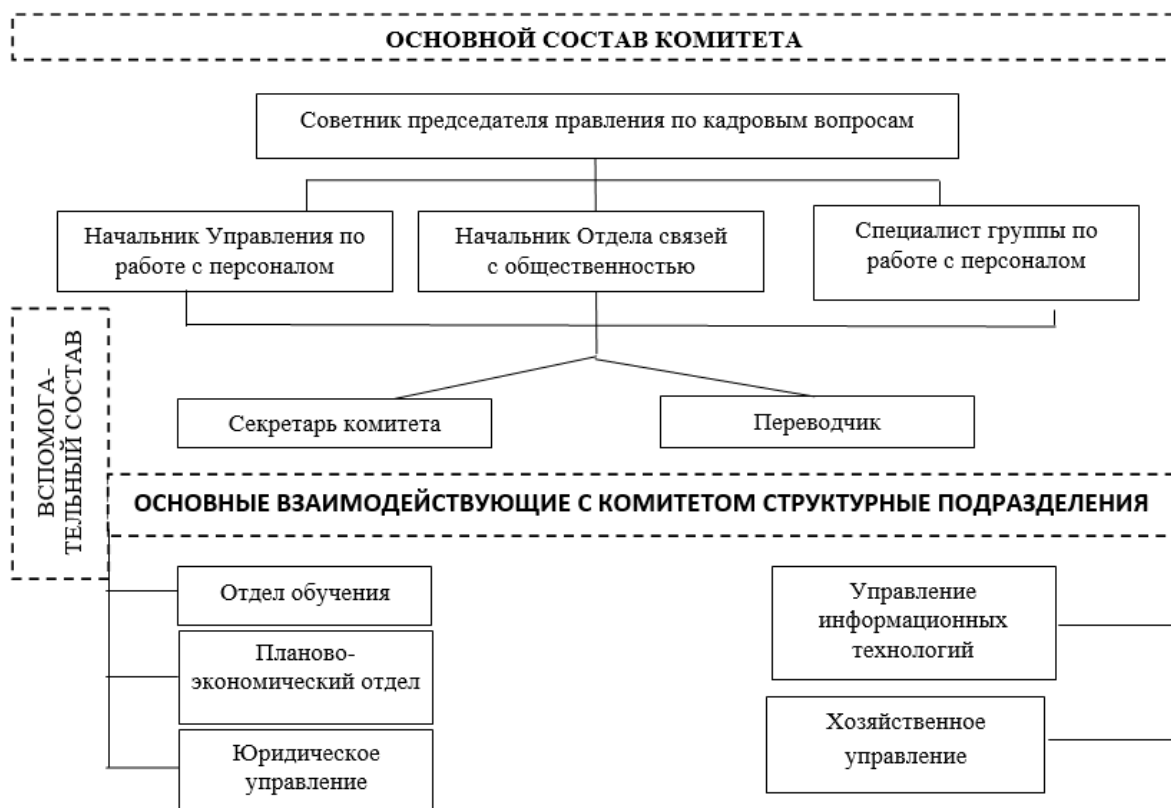 ОСНОВНОЙ СОСТАВ КОМИТЕТА
Советник председателя правления по кадровым вопросам
Начальник Управления по
работе с персоналом
Начальник Отдела связей
с общественностью
Специалист группы по
работе с персоналом
ВСПОМОГА-
ТЕЛЬНЫЙ СОСТАВ
Секретарь комитета
Переводчик
ОСНОВНЫЕ ВЗАИМОДЕЙСТВУЮЩИЕ С КОМИТЕТОМ СТРУКТУРНЫЕ ПОДРАЗДЕЛЕНИЯ
Отдел обучения
Планово-
экономический отдел
Юридическое
управление
Управление
информационных
технологий
Хозяйственное
управление